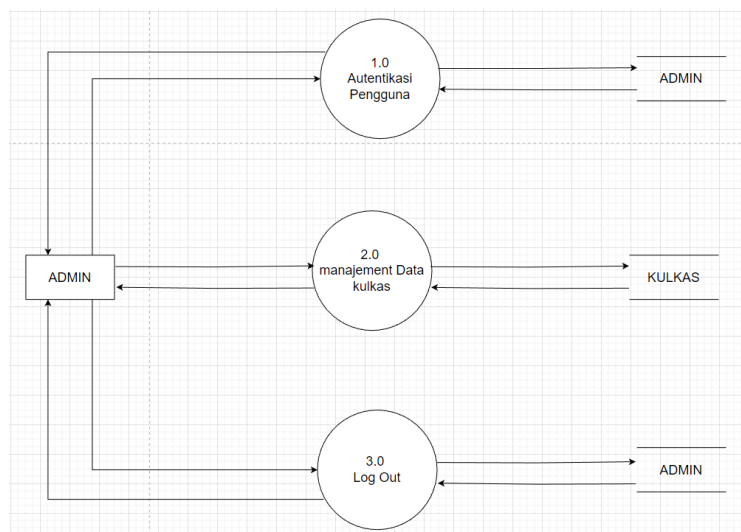 1.0
Autentikasi
Pengguna
ADMIN
ADMIN
2.0
manajement Data
kulkas
KULKAS
3.0
Log Out
ADMIN